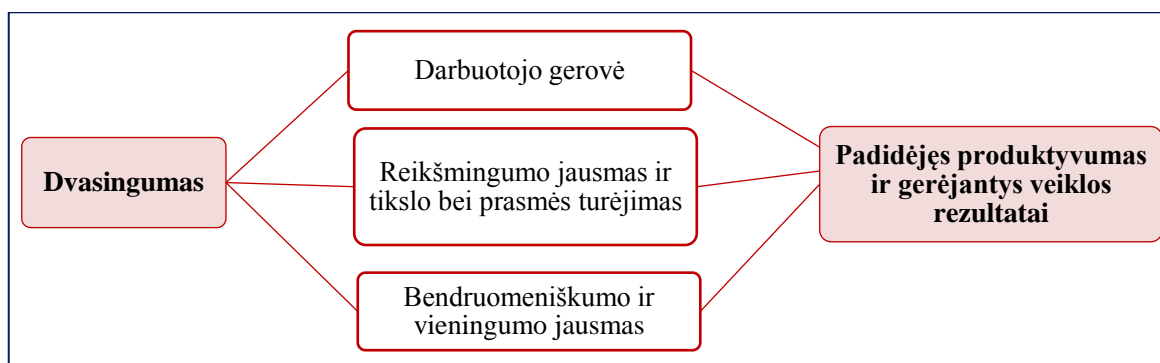 Darbuotojo gerovė
Dvasingumas
Reikšmingumo jausmas ir
tikslo bei prasmės turėjimas
Bendruomeniškumo ir
vieningumo jausmas
Padidėjęs produktyvumas
ir gerėjantys veiklos
rezultatai